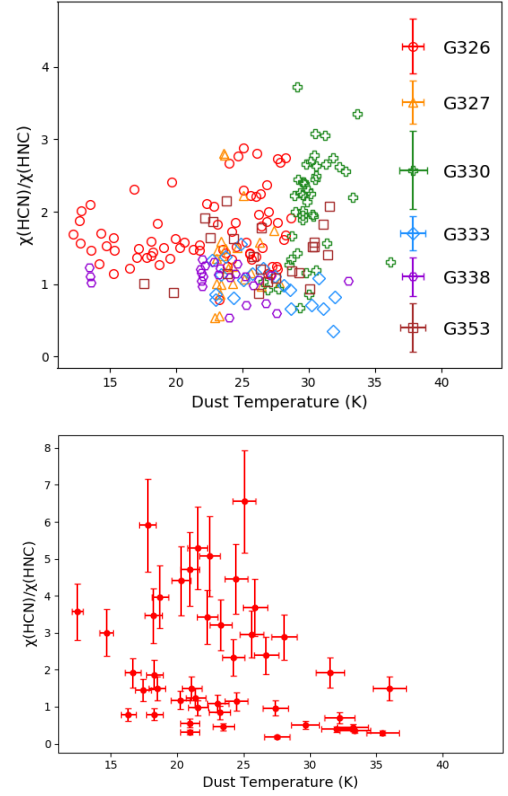 χ(HCN)/χ(HNC)
4
3
2
1
0
15 20 25 30 35 40
Dust Temperature (K)
G326
G327
G330
G333
G338
G353
χ(HCN)/χ(HNC)
8
7
6
5
4
3
2
1
0
15 20 25 30 35 40
Dust Temperature (K)